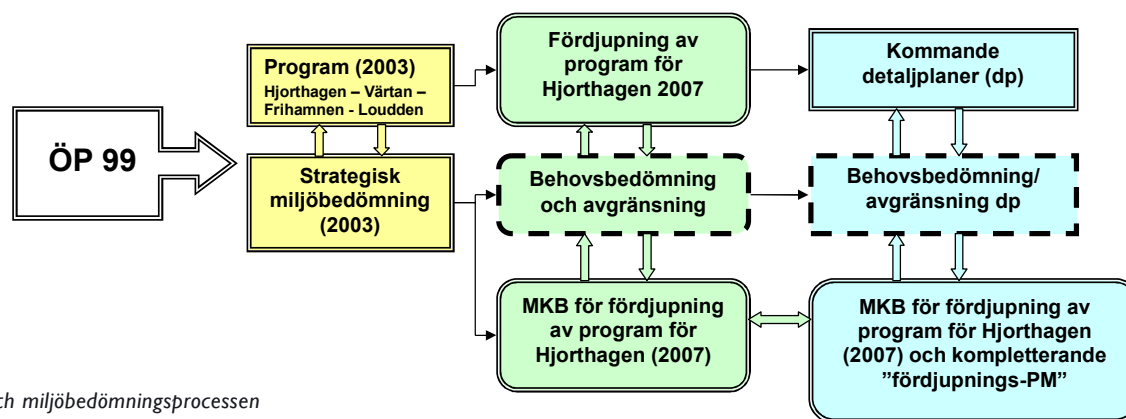 ÖP 99
Program (2003)
Hjorthagen – Värtan –
Frihamnen - Loudden
Strategisk
miljöbedömning
(2003)
Fördjupning av
program för
Hjorthagen 2007
Behovsbedömning
och avgränsning
MKB för fördjupning
av program för
Hjorthagen (2007)
Kommande
detaljplaner (dp)
Behovsbedömning/
avgränsning dp
MKB för fördjupning av
program för Hjorthagen
(2007) och kompletterande
”fördjupnings-PM”
ch miljöbedömningsprocessen